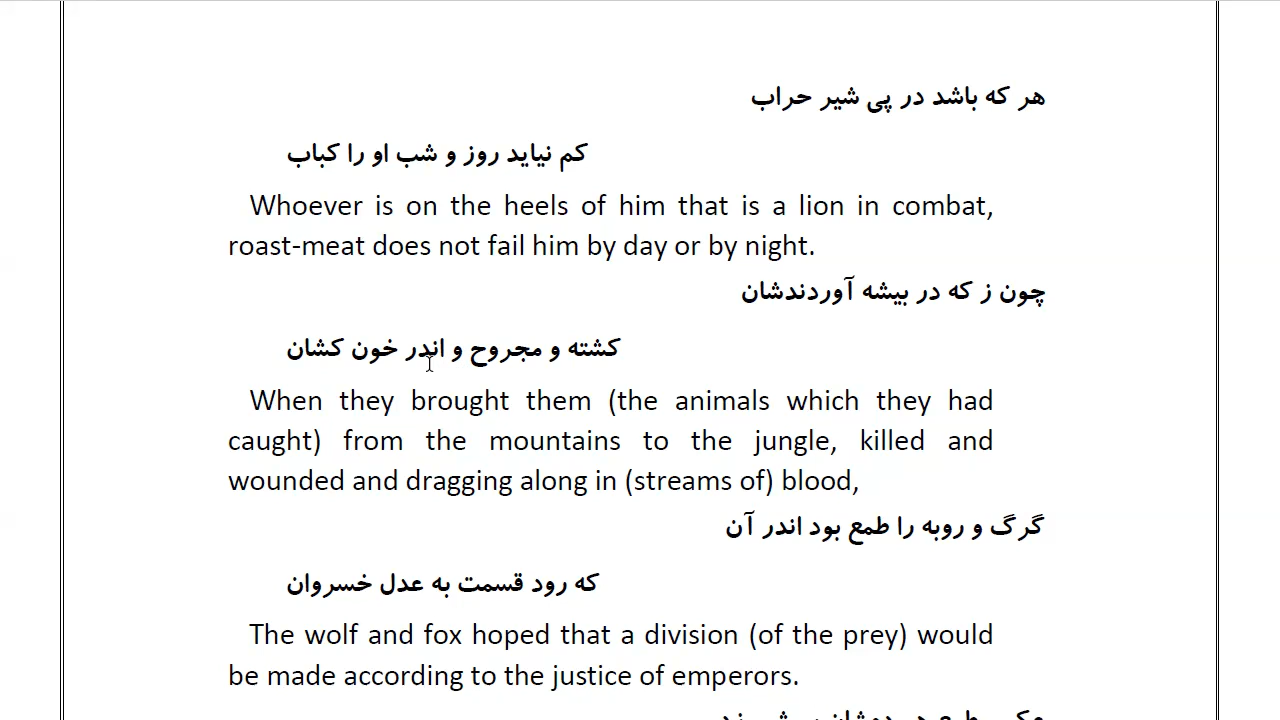 هر که باشد در پی شیر حراب
کم نیاید روز و شب او را کباب
Whoever is on the heels of him that is a lion in combat,
roast-meat does not fail him by day or by night.
چون ز که در بیشه آوردندشان
کشته و مجروح و اندر خون کشان
When they brought them (the animals which they had
caught) from the mountains to the jungle, killed and
wounded and dragging along in (streams of) blood,
گرگ و روبه را طمع بود اندر آن
که رود قسمت به عدل خسروان
The wolf and fox hoped that a division (of the prey) would
be made according to the justice of emperors.